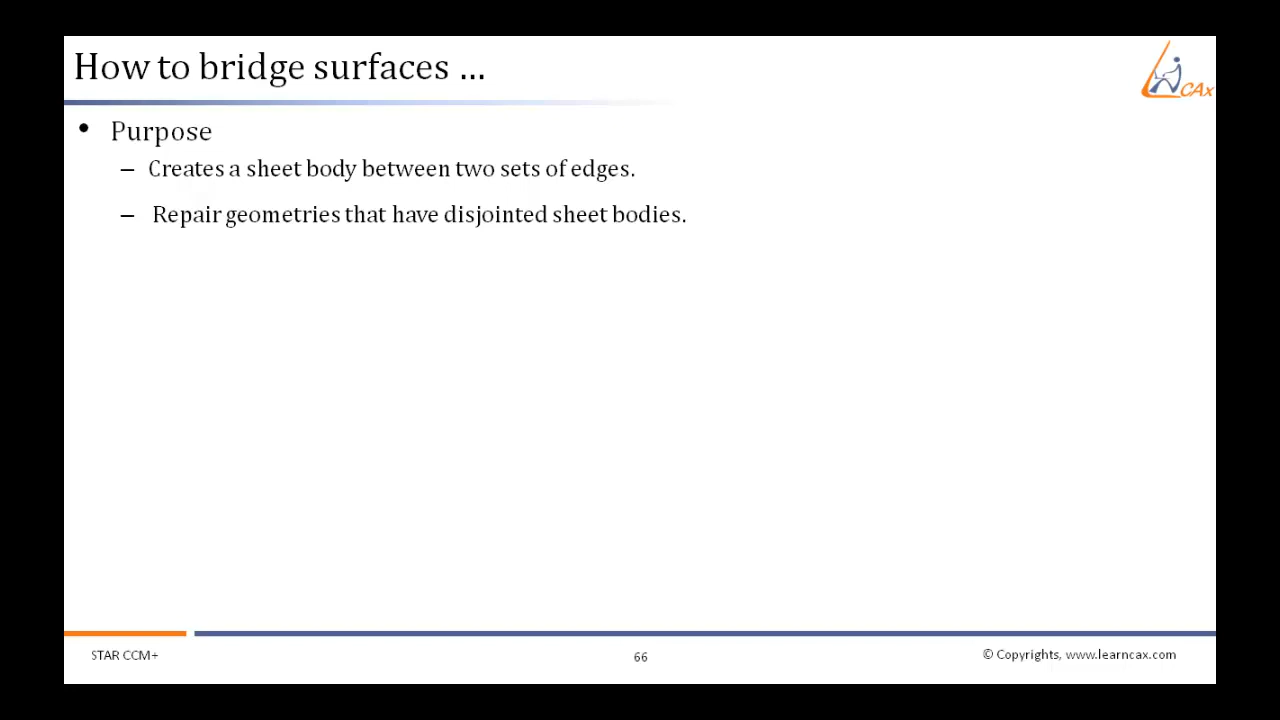 How to bridge surfaces ...
CAx
• Purpose
– Creates a sheet body between two sets of edges.
– Repair geometries that have disjointed sheet bodies.
STAR CCM+
66
© Copyrights, www.learncax.com